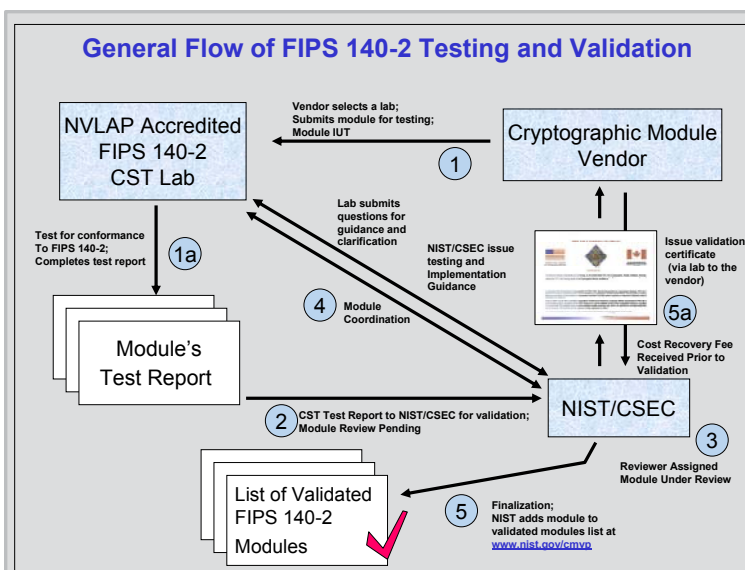 General Flow of FIPS 140-2 Testing and Validation
NVLAP Accredited
FIPS 140-2
CST Lab
Vendor selects a lab;
Submits module for testing;
Module IUT
1
Cryptographic Module
Vendor
Test for conformance
To FIPS 140-2;
Completes test report
1a
Lab submits
questions for
guidance and
clarification
NIST/CSEC issue
testing and
Implementation
Guidance
4
Module
Coordination
Issue validation
certificate
(via lab to the
vendor)
5a
Cost Recovery Fee
Received Prior to
Validation
Module's
Test Report
2
CST Test Report to NIST/CSEC for validation;
Module Review Pending
NIST/CSEC
3
Reviewer Assigned
Module Under Review
List of Validated
FIPS 140-2
Modules
5
Finalization;
NIST adds module to
validated modules list at
www.nist.gov/cmvp